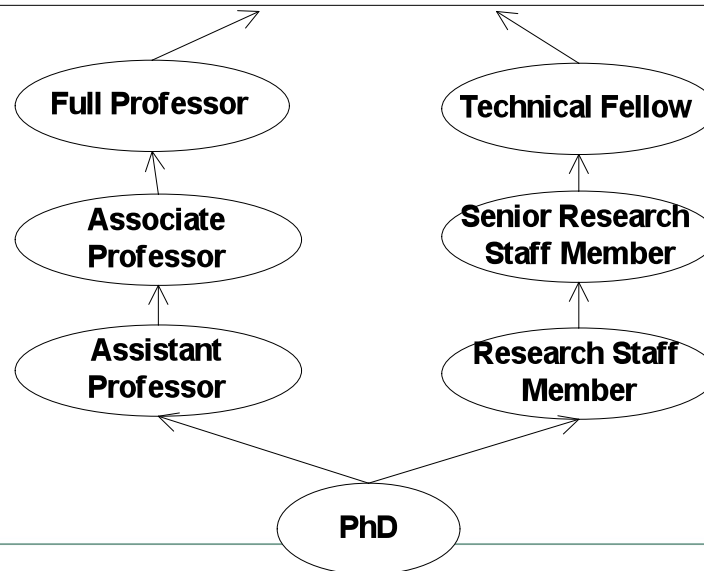 Full Professor
Technical Fellow
Associate
Professor
Senior Research
Staff Member
Assistant
Professor
Research Staff
Member
PhD